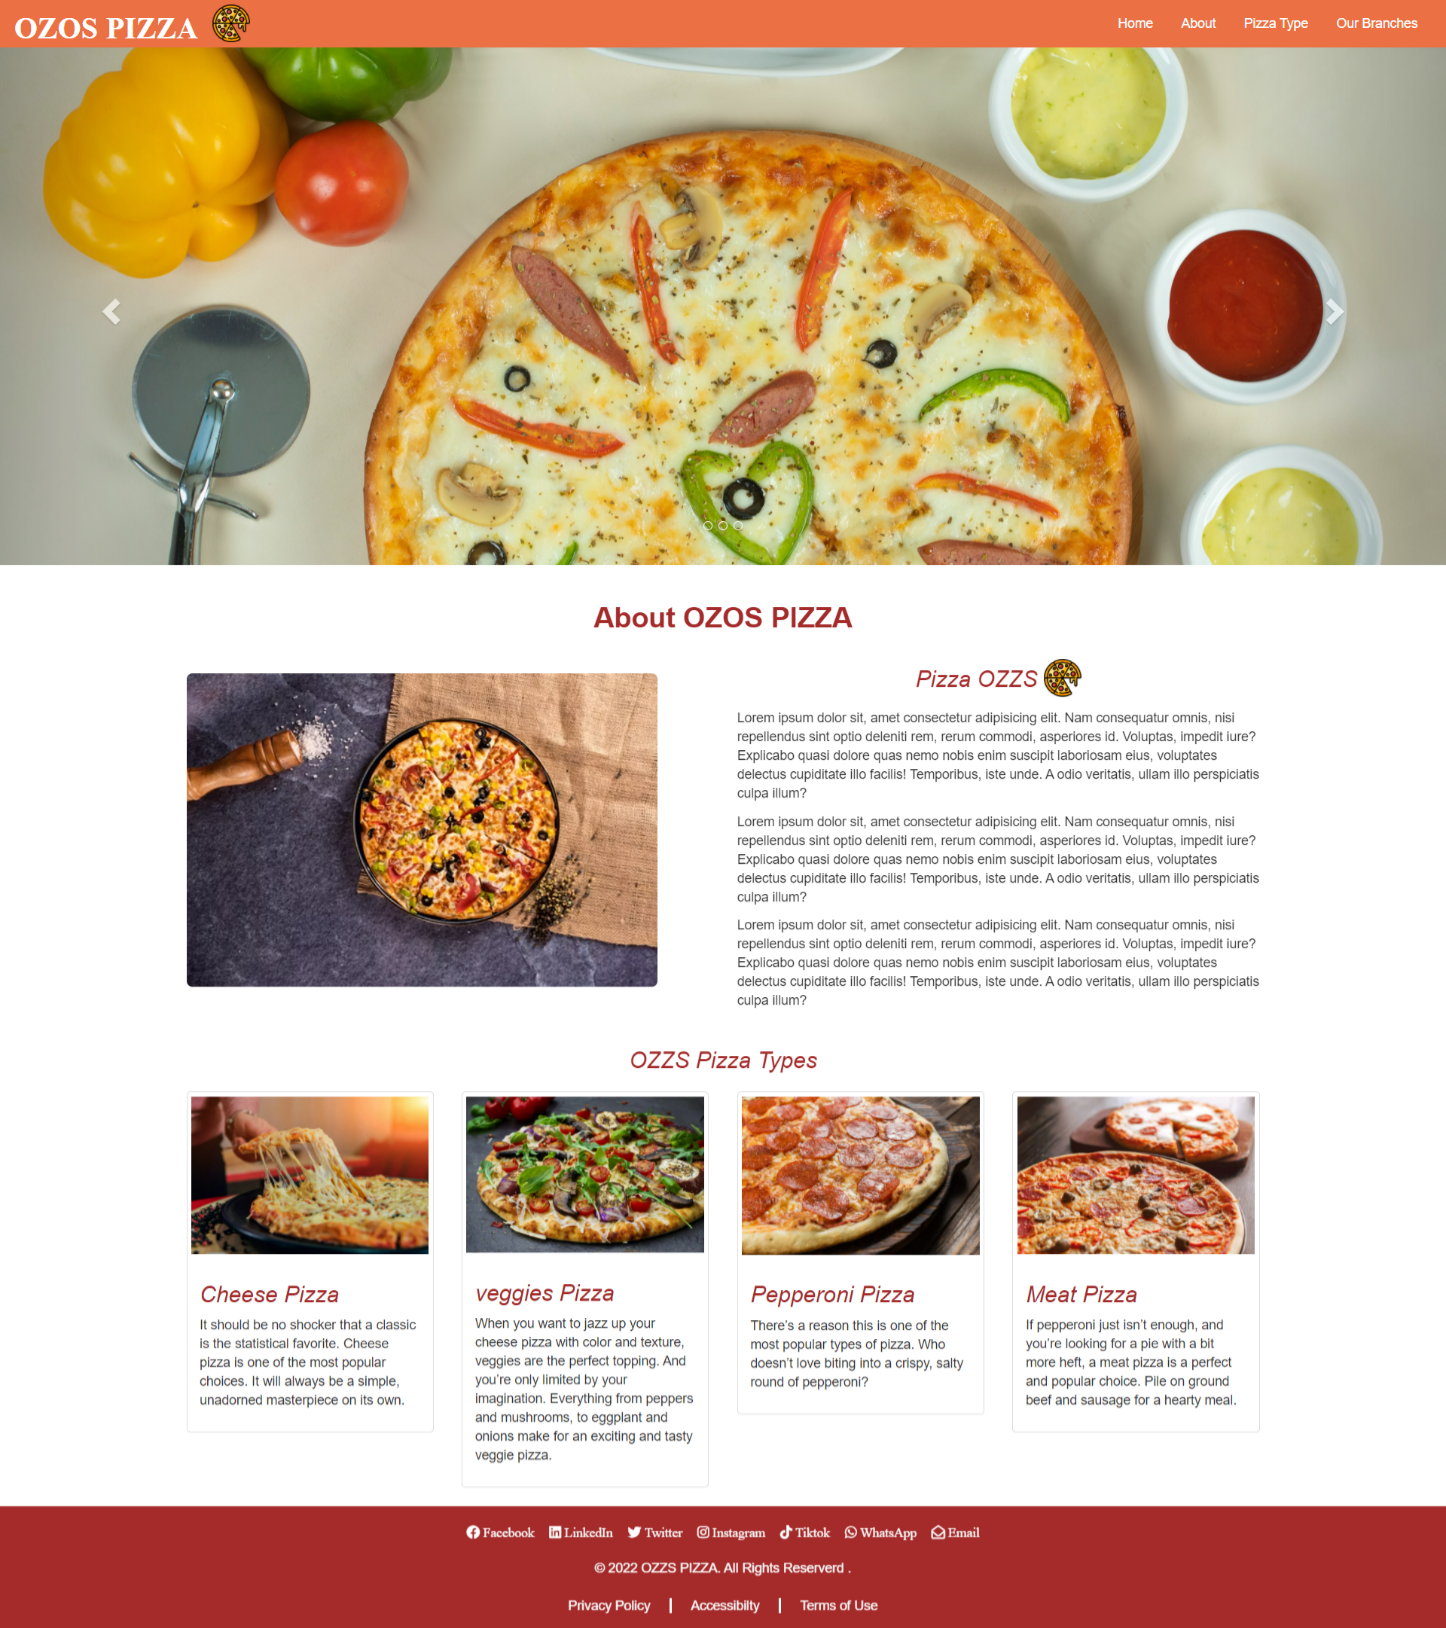 OZOS PIZZA
Home About Pizza Type Our Branches
About OZOS PIZZA
Pizza OZZS
Lorem ipsum dolor sit, amet consectetur adipisicing elit. Nam consequatur omnis, nisi
repellendus sint optio deleniti rem, rerum commodi, asperiores id. Voluptas, impedit iure?
Explicabo quasi dolore quas nemo nobis enim suscipit laboriosam eius, voluptates
delectus cupiditate illo facilis! Temporibus, iste unde. A odio veritatis, ullam illo perspiciatis
culpa illum?
Lorem ipsum dolor sit, amet consectetur adipisicing elit. Nam consequatur omnis, nisi
repellendus sint optio deleniti rem, rerum commodi, asperiores id. Voluptas, impedit iure?
Explicabo quasi dolore quas nemo nobis enim suscipit laboriosam eius, voluptates
delectus cupiditate illo facilis! Temporibus, iste unde. A odio veritatis, ullam illo perspiciatis
culpa illum?
Lorem ipsum dolor sit, amet consectetur adipisicing elit. Nam consequatur omnis, nisi
repellendus sint optio deleniti rem, rerum commodi, asperiores id. Voluptas, impedit iure?
Explicabo quasi dolore quas nemo nobis enim suscipit laboriosam eius, voluptates
delectus cupiditate illo facilis! Temporibus, iste unde. A odio veritatis, ullam illo perspiciatis
culpa illum?
OZZS Pizza Types
Cheese Pizza
It should be no shocker that a classic
is the statistical favorite. Cheese
pizza is one of the most popular
choices. It will always be a simple,
unadorned masterpiece on its own.
veggies Pizza
When you want to jazz up your
cheese pizza with color and texture,
veggies are the perfect topping. And
you're only limited by your
imagination. Everything from peppers
and mushrooms, to eggplant and
onions make for an exciting and tasty
veggie pizza.
Pepperoni Pizza
There's a reason this is one of the
most popular types of pizza. Who
doesn't love biting into a crispy, salty
round of pepperoni?
Meat Pizza
If pepperoni just isn't enough, and
you're looking for a pie with a bit
more heft, a meat pizza is a perfect
and popular choice. Pile on ground
beef and sausage for a hearty meal.
Facebook LinkedIn Twitter Instagram Tiktok WhatsApp Email
© 2022 OZZS PIZZA. All Rights Reserverd .
Privacy Policy | Accessibilty | Terms of Use